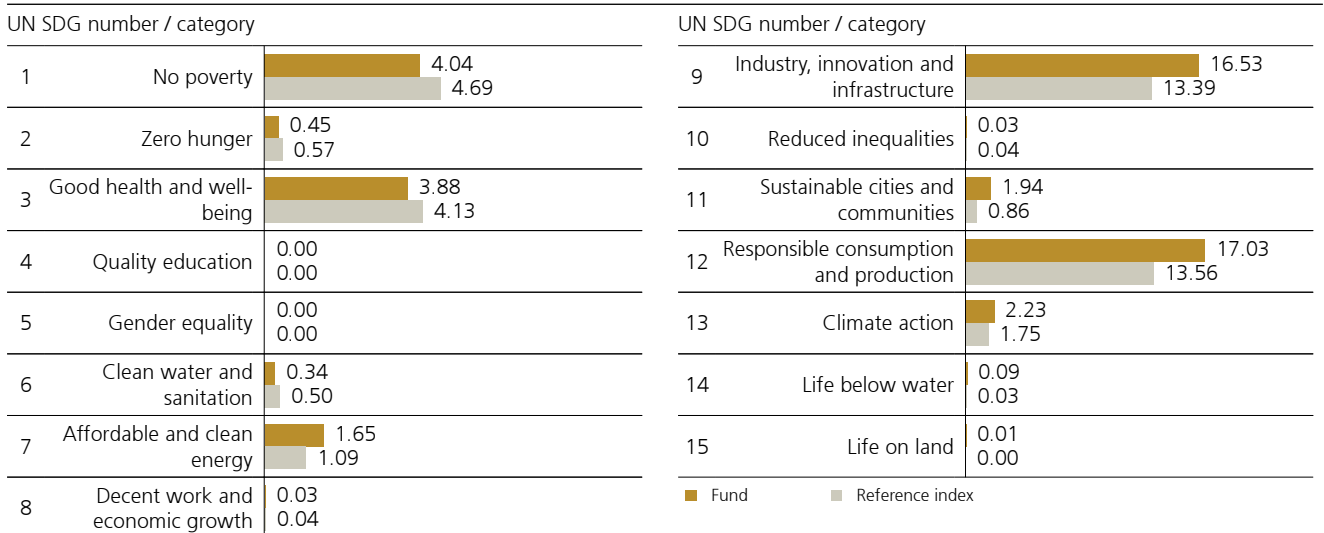 UN SDG number / category
1 No poverty 4.04
4.69
2 Zero hunger 0.45
0.57
3 Good health and well-
being 3.88
4.13
4 Quality education 0.00
0.00
5 Gender equality 0.00
0.00
6 Clean water and
sanitation 0.34
0.50
7 Affordable and clean
energy 1.65
1.09
8 Decent work and
economic growth 0.03
0.04
UN SDG number / category
9 Industry, innovation and
infrastructure 16.53
13.39
10 Reduced inequalities 0.03
0.04
11 Sustainable cities and
communities 1.94
0.86
12 Responsible consumption
and production 17.03
13.56
13 Climate action 2.23
1.75
14 Life below water 0.09
0.03
15 Life on land 0.01
0.00
Fund Reference index